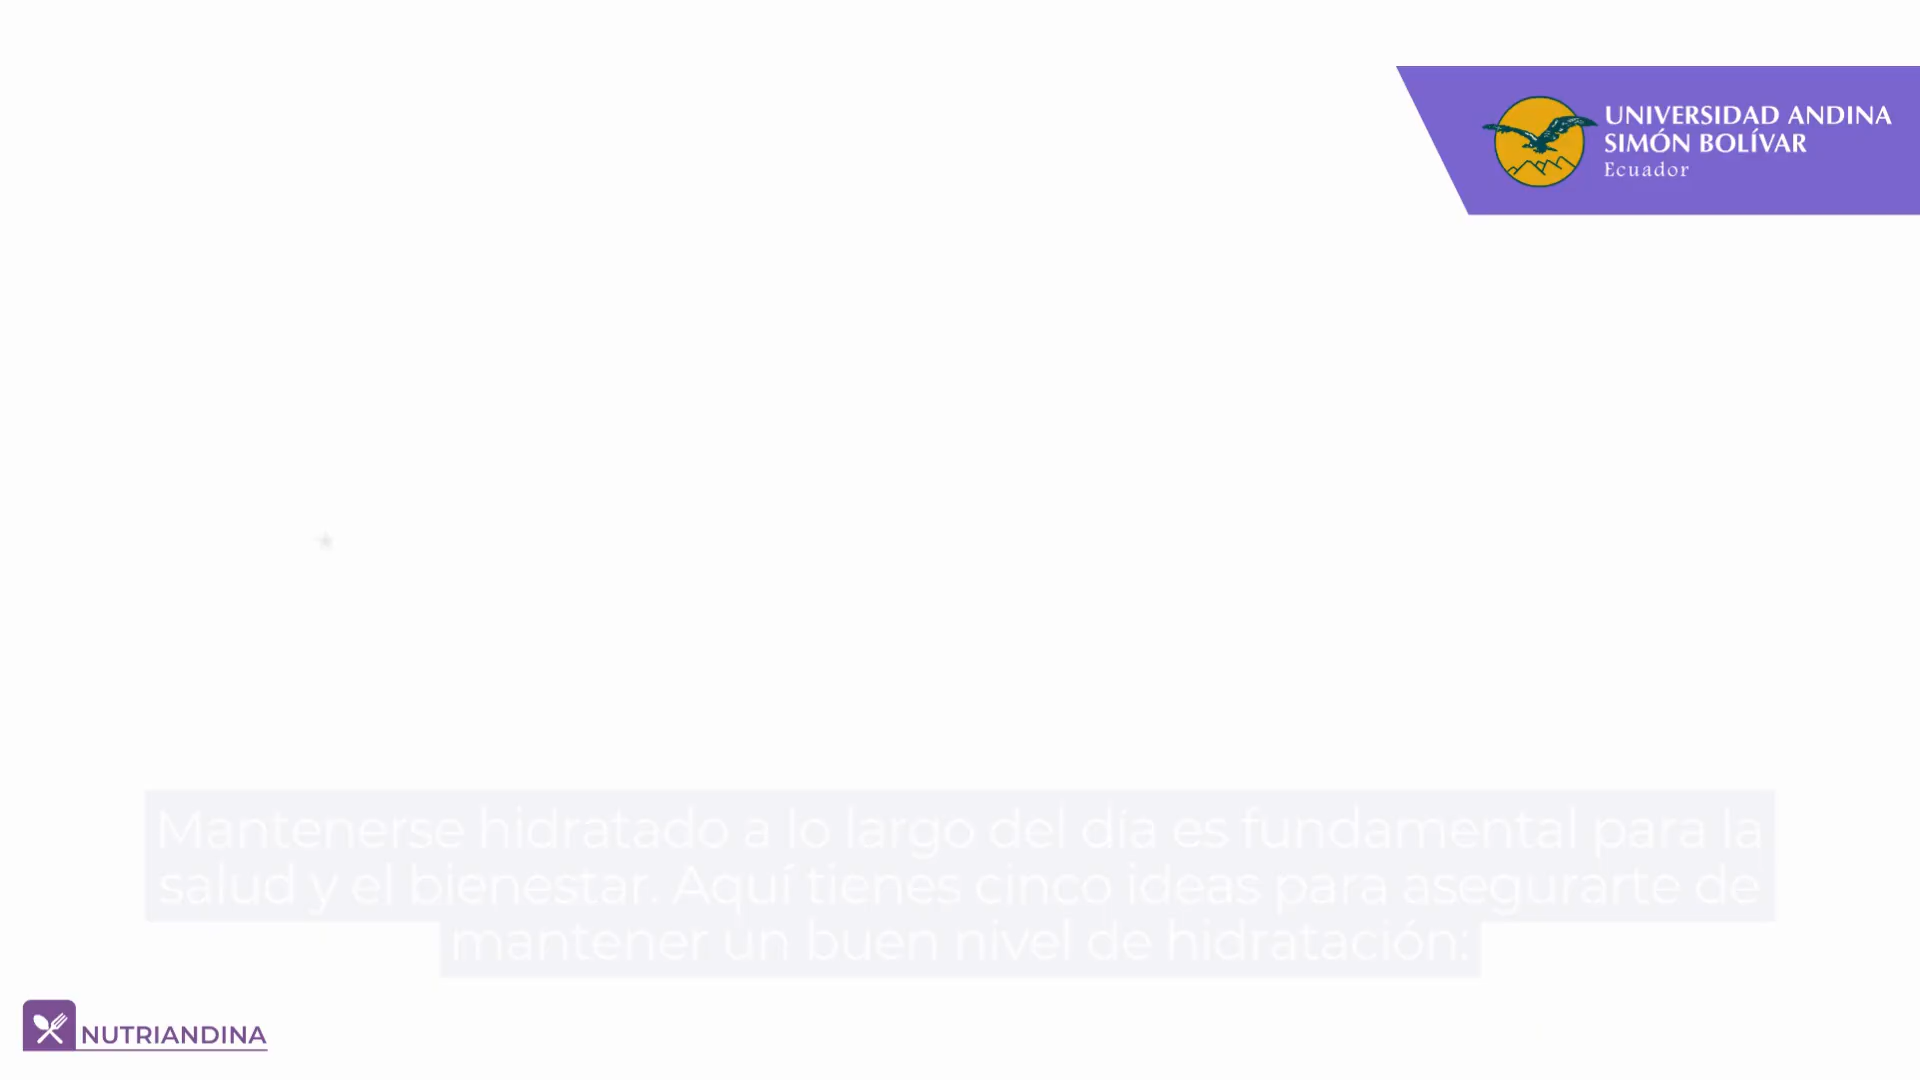 UNIVERSIDAD ANDINA
SIMÓN BOLÍVAR
Ecuador
Mantenerse hidratado a lo largo del día es fundamental para la
salud y el bienestar. Aquí tienes cinco ideas para asegurarte de
mantener un buen nivel de hidratación:
NUTRIANDINA